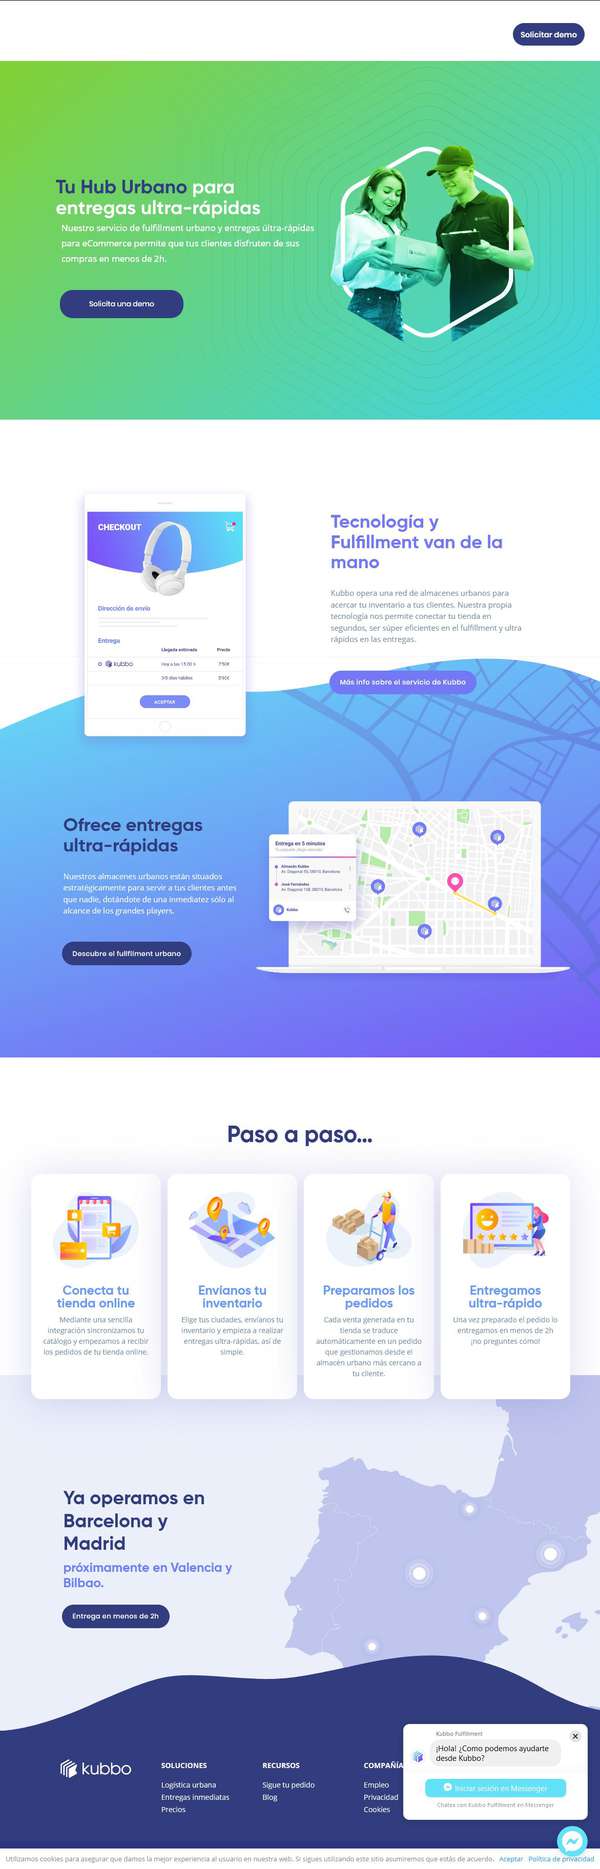 Solicitar demo
Tu Hub Urbano para
entregas ultra-rápidas
Nuestro servicio de fulfillment urbano y entregas últra-rápidas
para eCommerce permite que tus clientes disfruten de sus
compras en menos de 2h.
Solicita una demo
CHECKOUT
Dirección de envío
Entrega
Llegada estimada
Precio
kubbo
Hoy a las 15:00 h
7'50€
3-5 días hábiles
3'50€
ACEPTAR
Tecnología y
Fulfillment van de la
mano
Kubbo opera una red de almacenes urbanos para
acercar tu inventario a tus clientes. Nuestra propia
tecnología nos permite conectar tu tienda en
segundos, ser súper eficientes en el fulfillment y ultra
rápidos en las entregas.
Más info sobre el servicio de Kubbo
Ofrece entregas
ultra-rápidas
Nuestros almacenes urbanos están situados
estratégicamente para servir a tus clientes antes
que nadie, dotándote de una inmediatez sólo al
alcance de los grandes players.
Descubre el fullfilment urbano
Entrega en 5 minutos
Almacén Kubbo
José Fernández
Kubbo
Paso a paso...
Conecta tu
tienda online
Mediante una sencilla
integración sincronizamos tu
catálogo y empezamos a recibir
los pedidos de tu tienda online.
Envíanos tu
inventario
Elige tus ciudades, envíanos tu
inventario y empieza a realizar
entregas ultra-rápidas, así de
simple.
Preparamos los
pedidos
Cada venta generada en tu
tienda se traduce
automáticamente en un pedido
que gestionamos desde el
almacén urbano más cercano a
tu cliente.
Entregamos
ultra-rápido
Una vez preparado el pedido lo
entregamos en menos de 2h
¡no preguntes cómo!
Ya operamos en
Barcelona y
Madrid
próximamente en Valencia y
Bilbao.
Entrega en menos de 2h
kubbo
SOLUCIONES
Logística urbana
Entregas inmediatas
Precios
RECURSOS
Sigue tu pedido
Blog
COMPAÑÍA
Empleo
Privacidad
Cookies
Kubbo Fulfillment
¡Hola! ¿Como podemos ayudarte
desde Kubbo?
Iniciar sesión en Messenger
Chatea con Kubbo Fulfillment en Messenger
Utilizamos cookies para asegurar que damos la mejor experiencia al usuario en nuestra web. Si sigues utilizando este sitio asumiremos que estás de acuerdo. Aceptar Política de privacidad